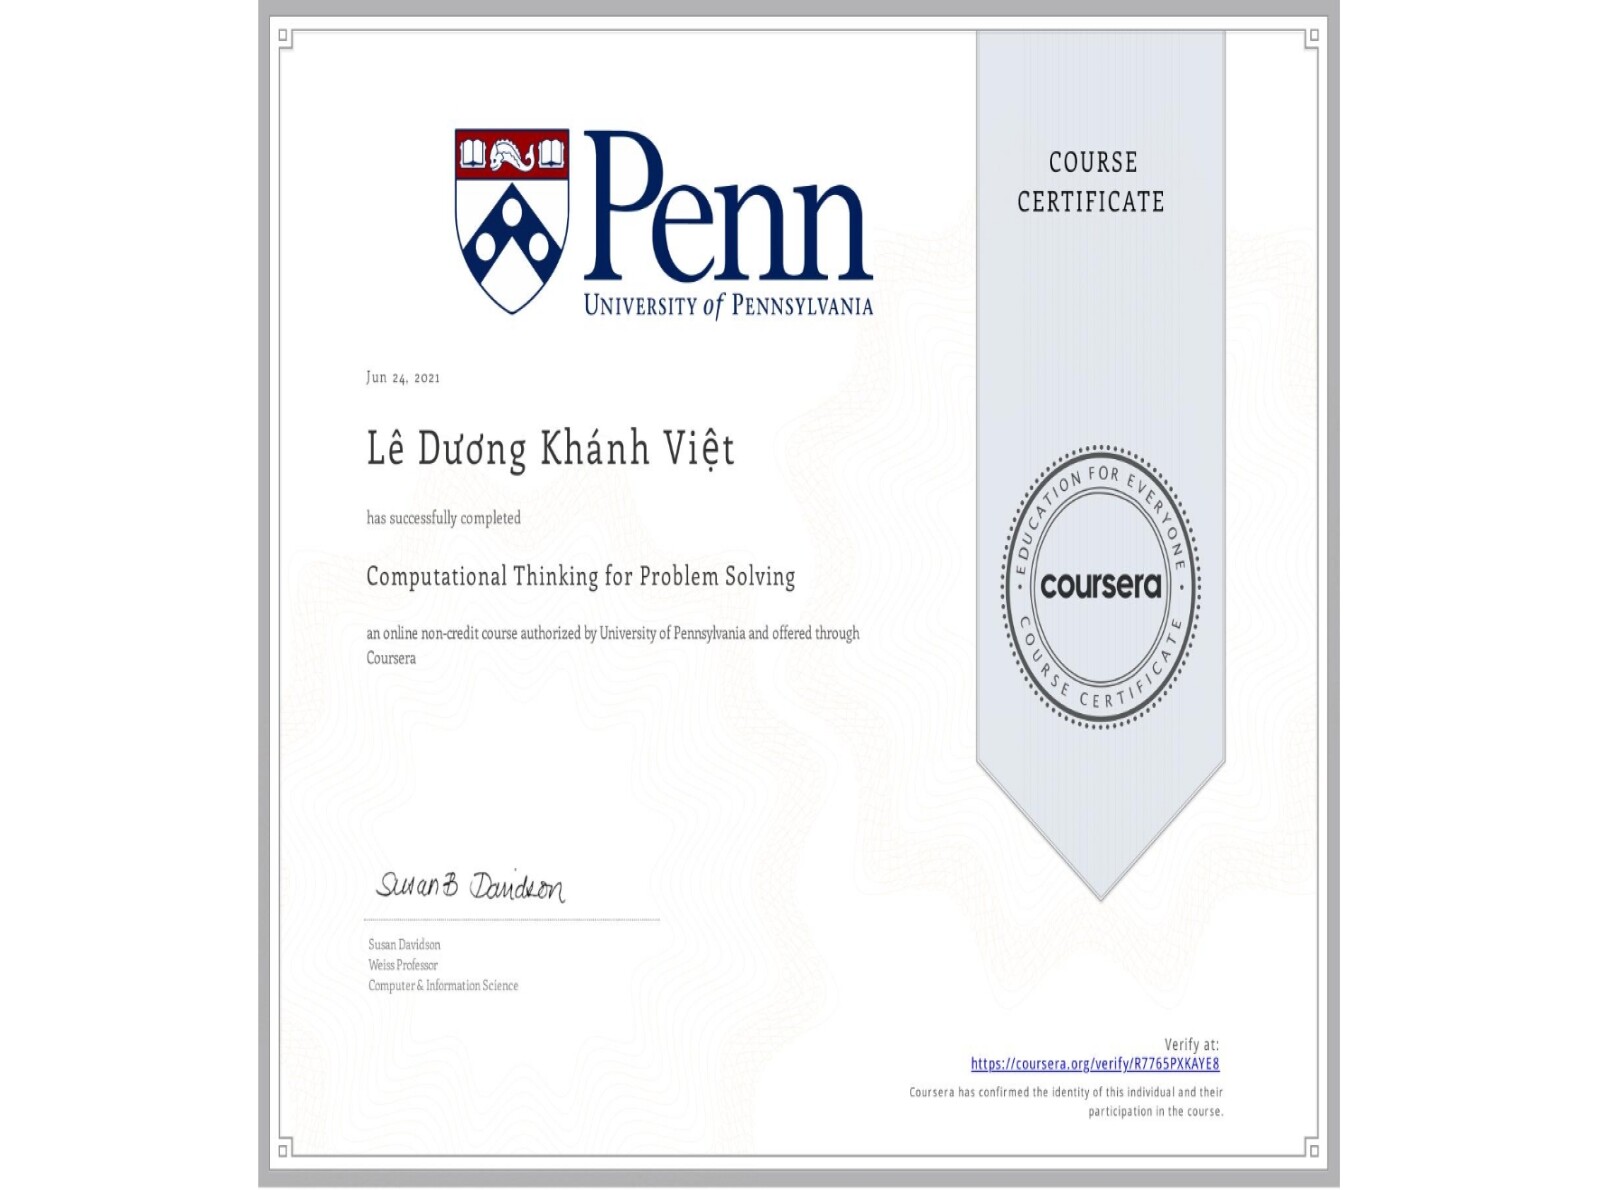 Penn
UNIVERSITY of PENNSYLVANIA
COURSE
CERTIFICATE
Jun 24, 2021
Lê Dương Khánh Việt
has successfully completed
Computational Thinking for Problem Solving
an online non-credit course authorized by University of Pennsylvania and offered through
Coursera
EDUCATION FOR EVERYONE
coursera
COURSE CERTIFICATE
Susan B Davidson
Susan Davidson
Weiss Professor
Computer & Information Science
Verify at:
https://coursera.org/verify/R7765PXKAYE8
Coursera has confirmed the identity of this individual and their
participation in the course.